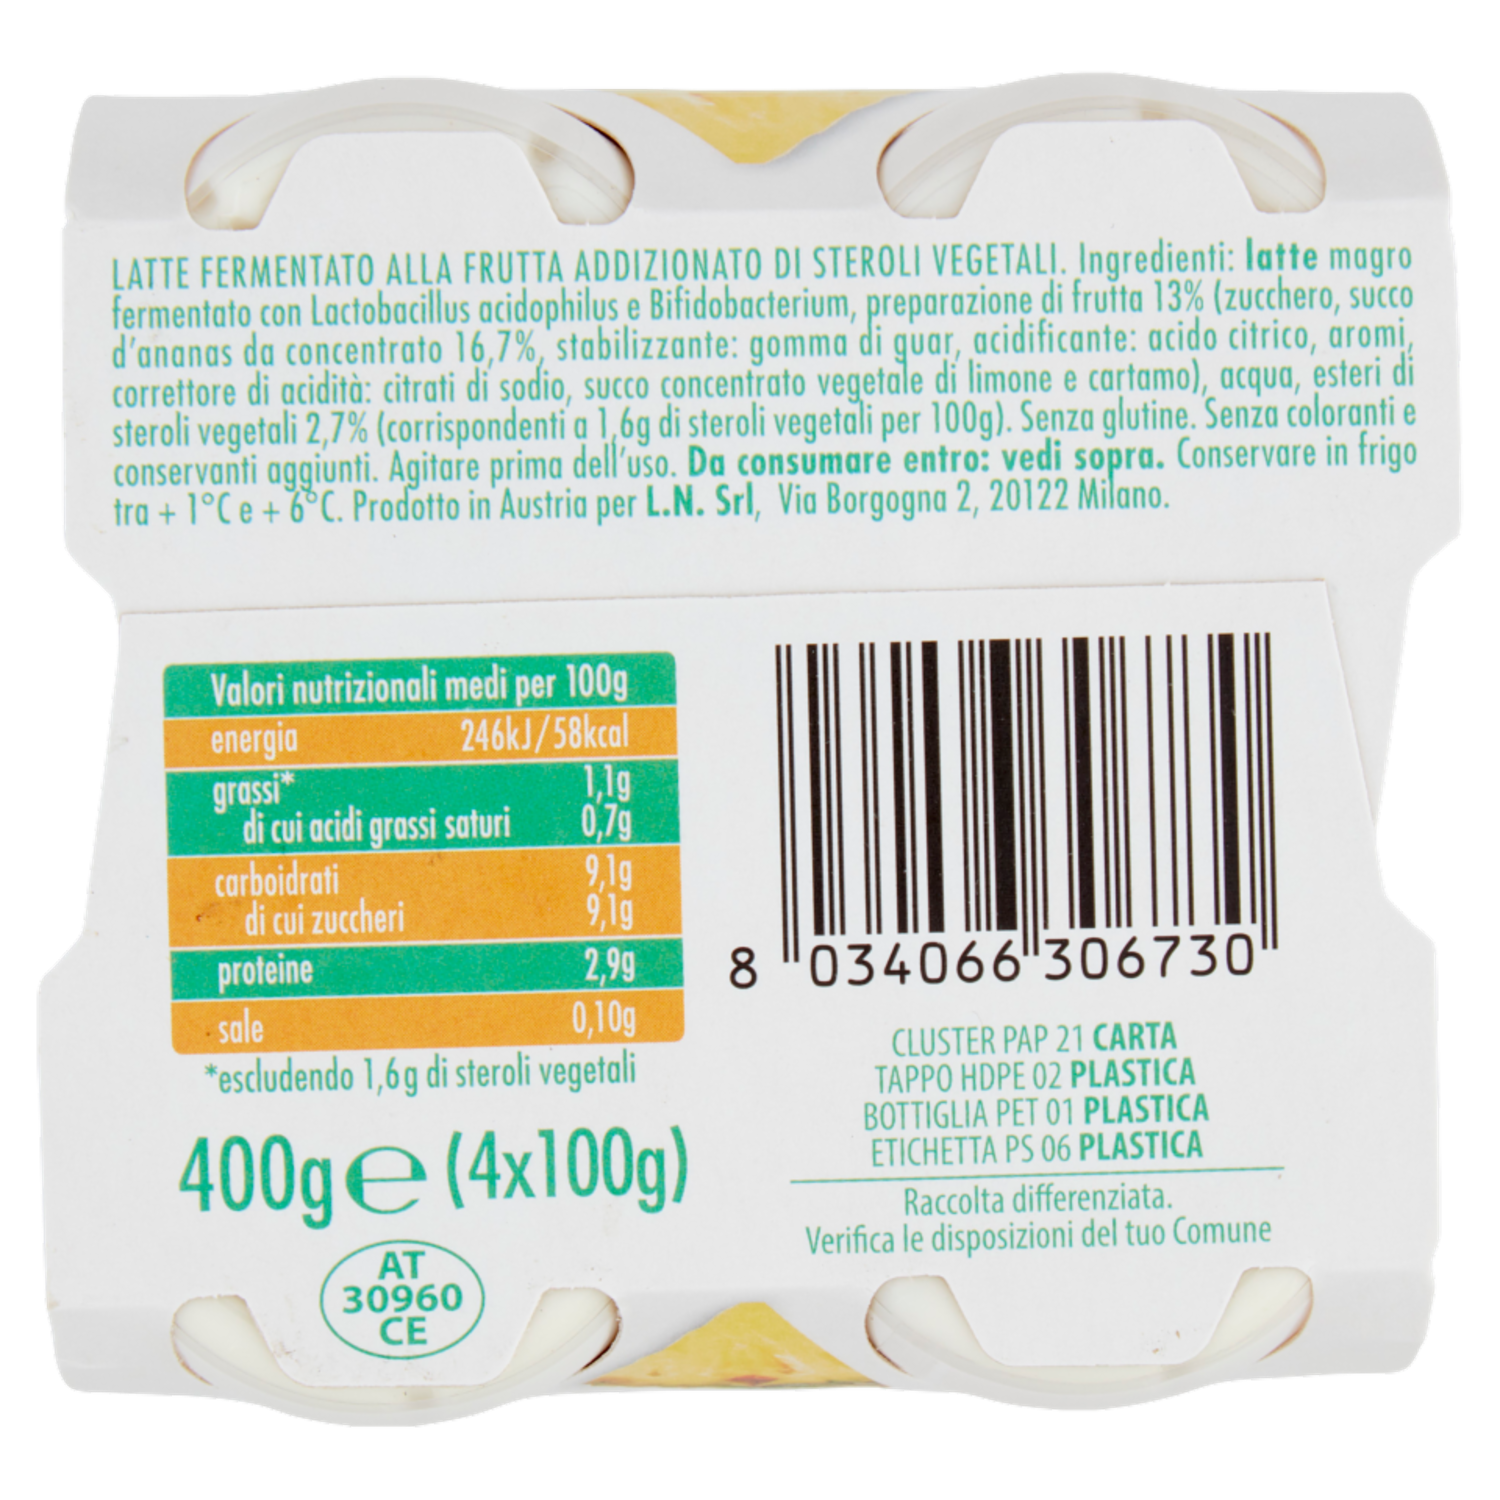 LATTE FERMENTATO ALLA FRUTTA ADDIZIONATO DI STEROLI VEGETALI. Ingredienti: latte magro
fermentato con Lactobacillus acidophilus e Bifidobacterium, preparazione di frutta 13% (zucchero, succo
d'ananas da concentrato 16,7%, stabilizzante: gomma di guar, acidificante: acido citrico, aromi,
correttore di acidità: citrati di sodio, succo concentrato vegetale di limone e cartamo), acqua, esteri di
steroli vegetali 2,7% (corrispondenti a 1,6g di steroli vegetali per 100g). Senza glutine. Senza coloranti e
conservanti aggiunti. Agitare prima dell'uso. Da consumare entro: vedi sopra. Conservare in frigo
tra + 1°C e + 6°C. Prodotto in Austria per L.N. Srl, Via Borgogna 2, 20122 Milano.
Valori nutrizionali medi per 100g
energia 246kJ/58kcal
grassi* 1,1g
di cui acidi grassi saturi 0,7g
carboidrati 9,1g
di cui zuccheri 9,1g
proteine 2,9g
sale 0,10g
*escludendo 1,6g di steroli vegetali
400g e (4x100g)
AT
30960
CE
8 034066 306730
CLUSTER PAP 21 CARTA
TAPPO HDPE 02 PLASTICA
BOTTIGLIA PET 01 PLASTICA
ETICHETTA PS 06 PLASTICA
Raccolta differenziata.
Verifica le disposizioni del tuo Comune